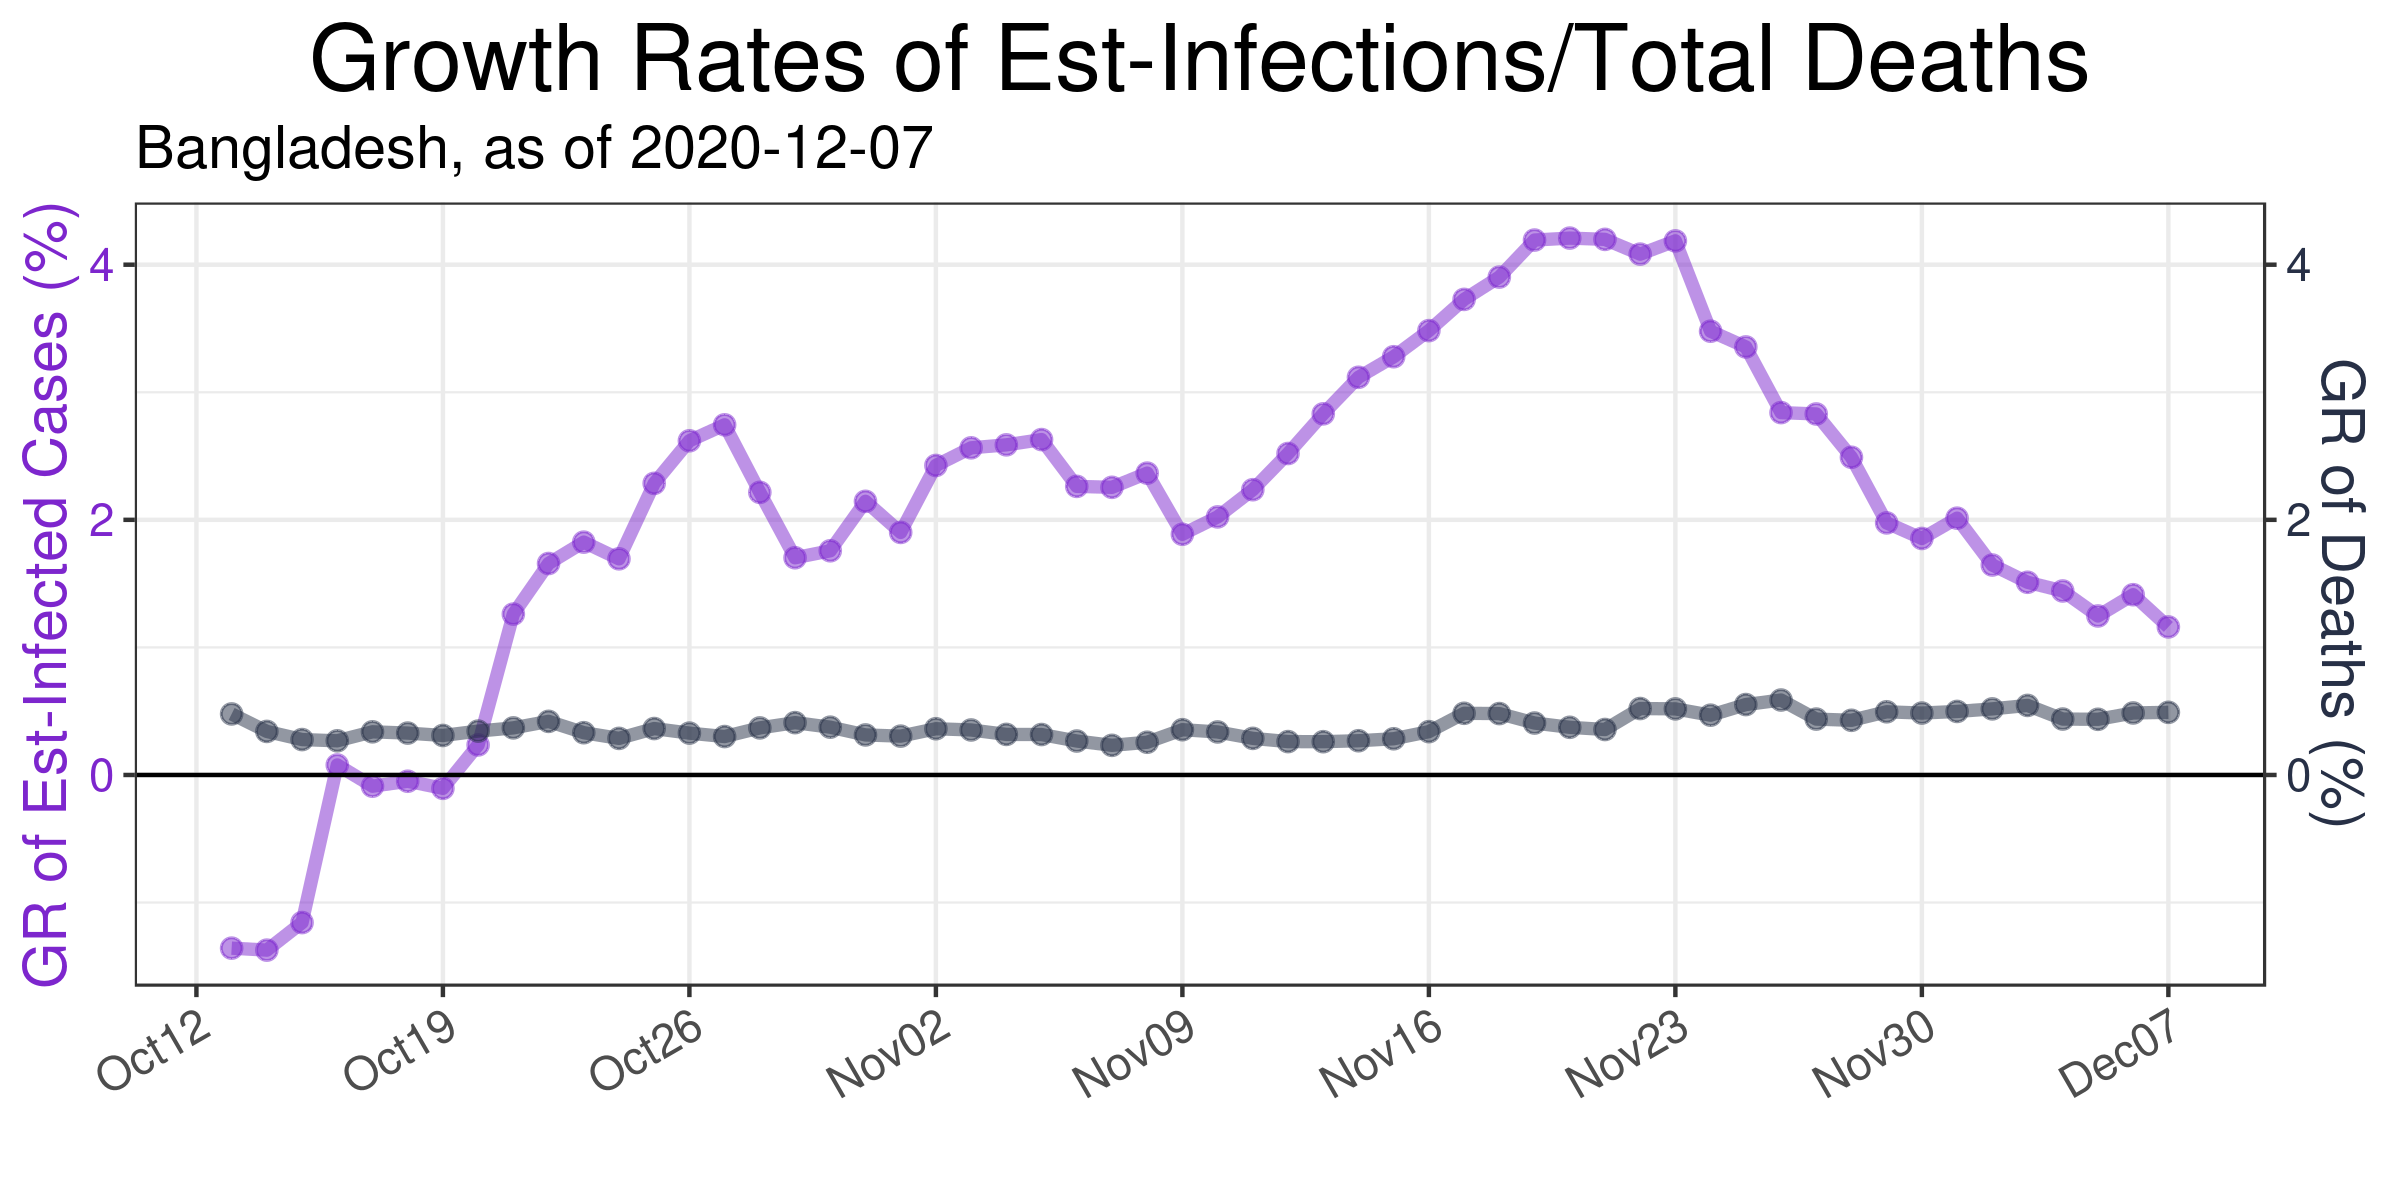 Growth Rates of Est-Infections/Total Deaths
Bangladesh, as of 2020-12-07
GR of Est-Infected Cases (%)
4
2
0
4
2
0
GR of Deaths (%)
Oct12
Oct19
Oct26
Nov02
Nov09
Nov16
Nov23
Nov30
Dec07